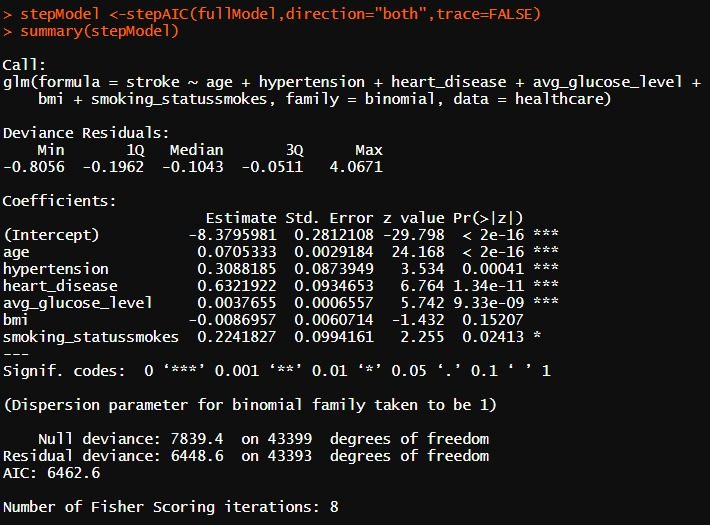 > stepModel <-stepAIC(fullModel,direction="both",trace=FALSE)
> summary(stepModel)
Call:
glm(formula = stroke ~ age + hypertension + heart_disease + avg_glucose_level +
    bmi + smoking_statussmokes, family = binomial, data = healthcare)
Deviance Residuals:
    Min       1Q   Median       3Q      Max
-0.8056  -0.1962  -0.1043  -0.0511   4.0671
Coefficients:
                       Estimate Std. Error z value Pr(>|z|)
(Intercept)          -8.3795981  0.2812108 -29.798  < 2e-16 ***
age                   0.0705333  0.0029184  24.168  < 2e-16 ***
hypertension          0.3088185  0.0873949   3.534  0.00041 ***
heart_disease         0.6321922  0.0934653   6.764 1.34e-11 ***
avg_glucose_level     0.0037655  0.0006557   5.742 9.33e-09 ***
bmi                  -0.0086957  0.0060714  -1.432  0.15207
smoking_statussmokes  0.2241827  0.0994161   2.255  0.02413 *
---
Signif. codes:  0 ‘***’ 0.001 ‘**’ 0.01 ‘*’ 0.05 ‘.’ 0.1 ‘ ’ 1
(Dispersion parameter for binomial family taken to be 1)
    Null deviance: 7839.4  on 43399  degrees of freedom
Residual deviance: 6448.6  on 43393  degrees of freedom
AIC: 6462.6
Number of Fisher Scoring iterations: 8